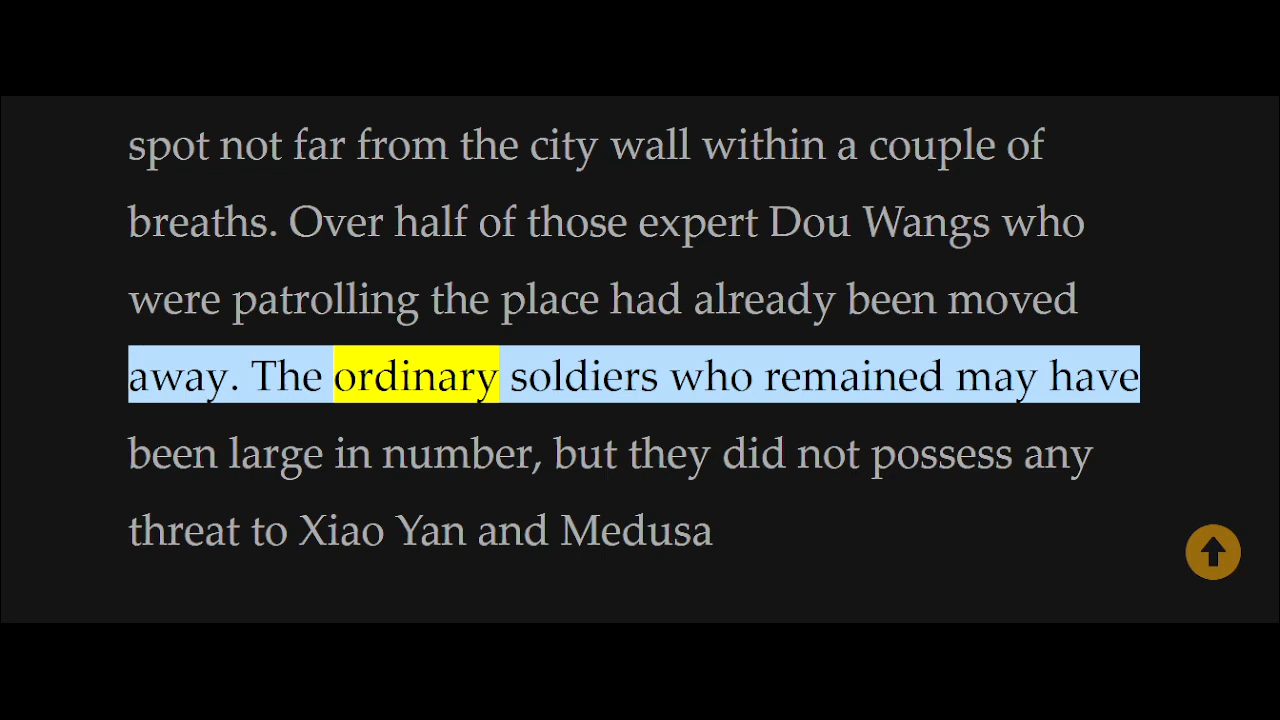 spot not far from the city wall within a couple of
breaths. Over half of those expert Dou Wangs who
were patrolling the place had already been moved
away. The ordinary soldiers who remained may have
been large in number, but they did not possess any
threat to Xiao Yan and Medusa